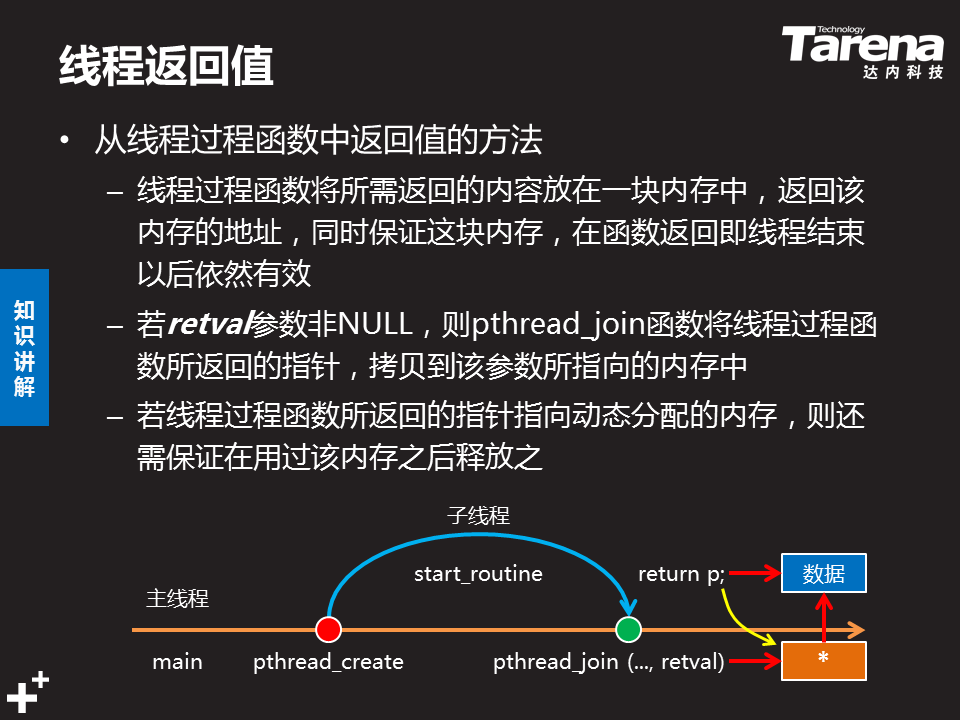 线程返回值
Technology
Tarena
达内科技
• 从线程过程函数中返回值的方法
– 线程过程函数将所需返回的内容放在一块内存中，返回该
内存的地址，同时保证这块内存，在函数返回即线程结束
以后依然有效
– 若retval参数非NULL，则pthread_join函数将线程过程函
数所返回的指针，拷贝到该参数所指向的内存中
– 若线程过程函数所返回的指针指向动态分配的内存，则还
需保证在用过该内存之后释放之
知识讲解
子线程
start_routine
return p;
数据
主线程
main
pthread_create
pthread_join (..., retval)
*